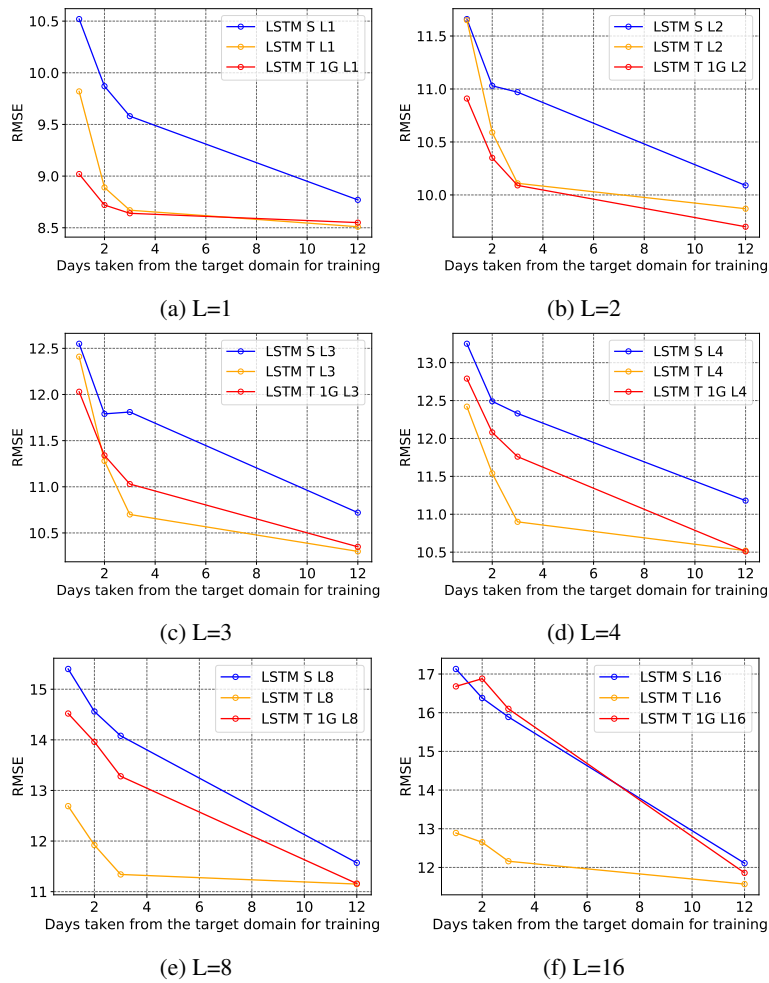 10.5
10.0
9.5
9.0
8.5
RMSE
LSTM S L1
LSTM T L1
LSTM T 1G L1
2 4 6 8 10 12
Days taken from the target domain for training
(a) L=1
11.5
11.0
10.5
10.0
RMSE
LSTM S L2
LSTM T L2
LSTM T 1G L2
2 4 6 8 10 12
Days taken from the target domain for training
(b) L=2
12.5
12.0
11.5
11.0
10.5
RMSE
LSTM S L3
LSTM T L3
LSTM T 1G L3
2 4 6 8 10 12
Days taken from the target domain for training
(c) L=3
13.0
12.5
12.0
11.5
11.0
10.5
RMSE
LSTM S L4
LSTM T L4
LSTM T 1G L4
2 4 6 8 10 12
Days taken from the target domain for training
(d) L=4
15
14
13
12
11
RMSE
LSTM S L8
LSTM T L8
LSTM T 1G L8
2 4 6 8 10 12
Days taken from the target domain for training
(e) L=8
17
16
15
14
13
12
RMSE
LSTM S L16
LSTM T L16
LSTM T 1G L16
2 4 6 8 10 12
Days taken from the target domain for training
(f) L=16